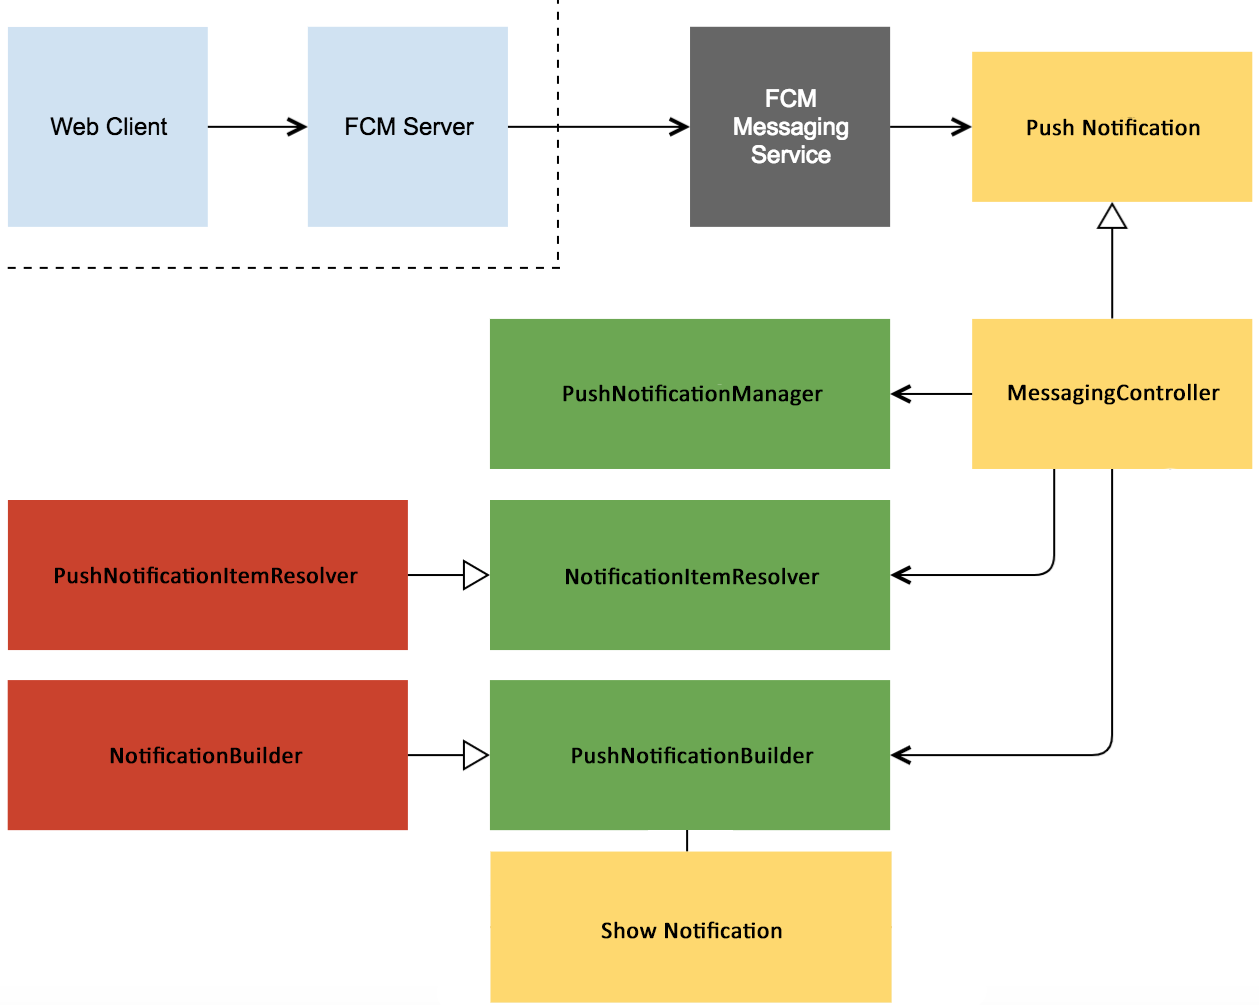 Web Client
FCM Server
FCM
Messaging
Service
Push Notification
PushNotificationManager
MessagingController
PushNotificationItemResolver
NotificationItemResolver
NotificationBuilder
PushNotificationBuilder
Show Notification